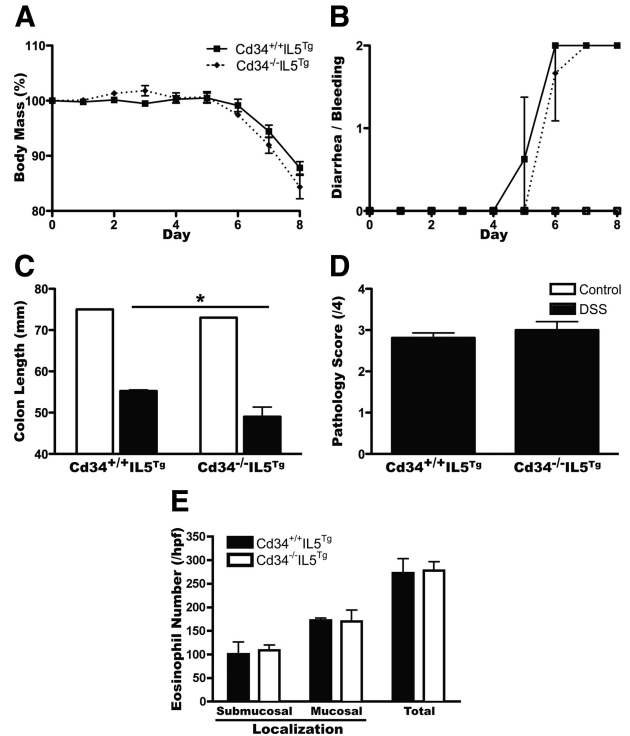 A
Body Mass (%)
110
100
90
80
0 2 4 6 8
Day
Cd34+/+IL5Tg
Cd34-/-IL5Tg
B
Diarrhea / Bleeding
2
1
0
0 2 4 6 8
Day
C
Colon Length (mm)
80
70
60
50
40
*
Cd34+/+IL5Tg Cd34-/-IL5Tg
D
Pathology Score (/4)
4
3
2
1
0
Control
DSS
Cd34+/+IL5Tg Cd34-/-IL5Tg
E
Eosinophil Number (/hpf)
350
300
250
200
150
100
50
0
Cd34+/+IL5Tg
Cd34-/-IL5Tg
Submucosal Mucosal Total
Localization